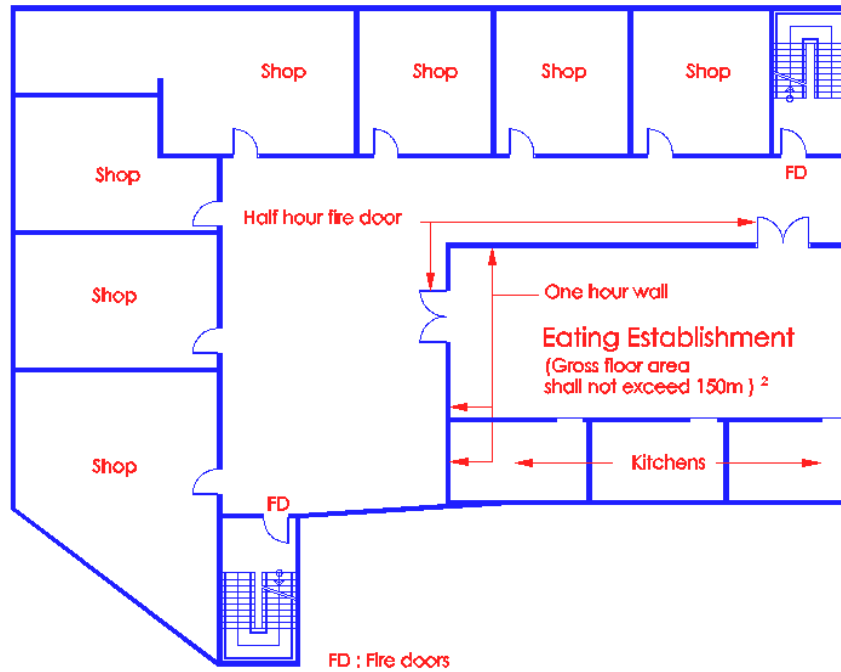 Shop
Shop
Shop
Shop
Shop
FD
Half hour fire door
Shop
One hour wall
Eating Establishment
(Gross floor area
shall not exceed 150m ) ²
Shop
Kitchens
FD
FD : Fire doors